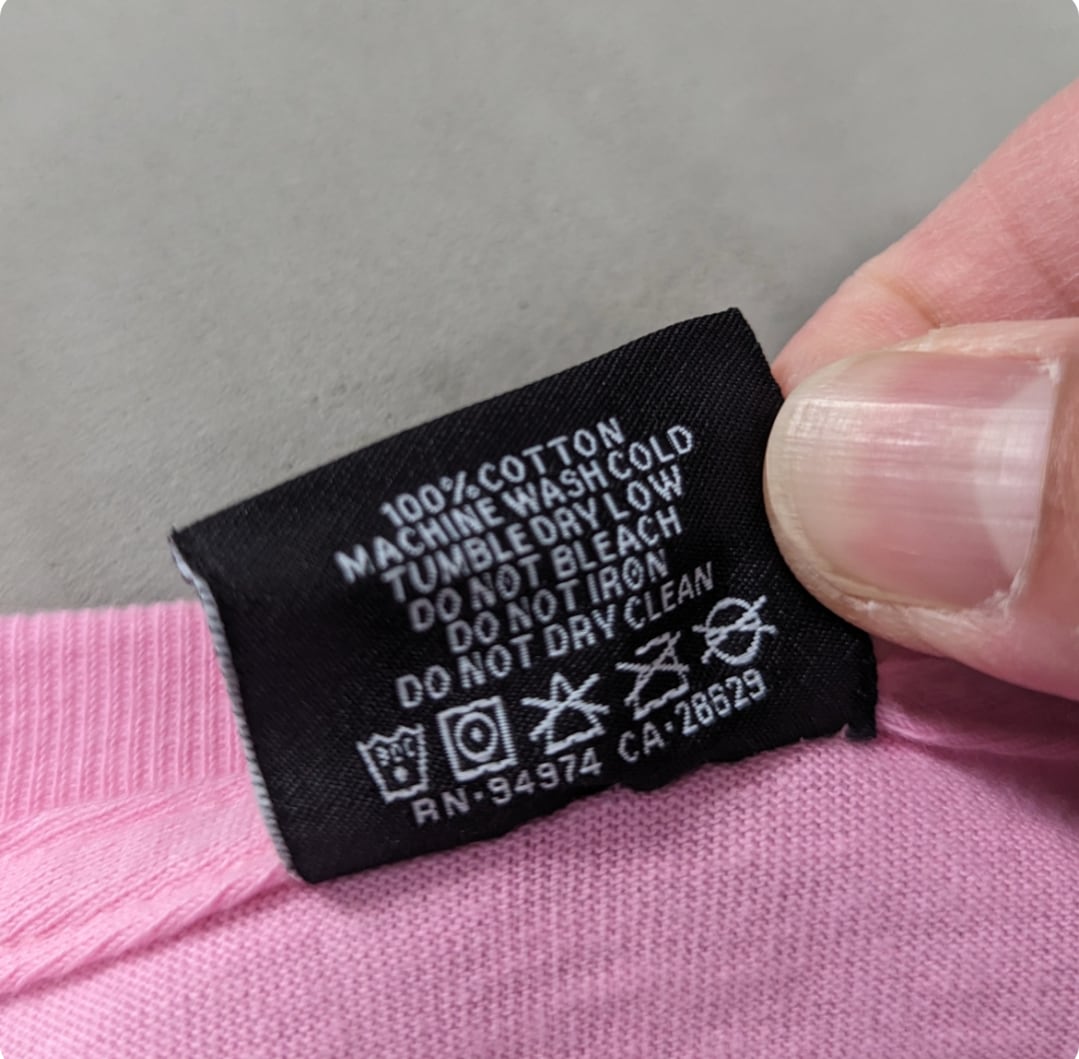 100% COTTON
MACHINE WASH COLD
TUMBLE DRY LOW
DO NOT BLEACH
DO NOT IRON
DO NOT DRY CLEAN
30C
RN•94974 CA•28629